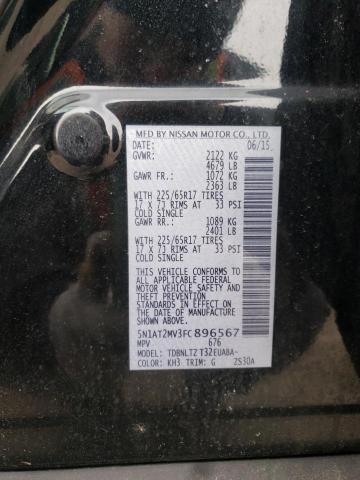 MFD BY NISSAN MOTOR CO., LTD.
DATE: 06/15
GVWR: 2122 KG
4679 LB
GAWR FR.: 1072 KG
2363 LB
WITH 225/65R17 TIRES
17 X 7J RIMS AT 33 PSI
COLD SINGLE
GAWR RR.: 1089 KG
2401 LB
WITH 225/65R17 TIRES
17 X 7J RIMS AT 33 PSI
COLD SINGLE
THIS VEHICLE CONFORMS TO
ALL APPLICABLE FEDERAL
MOTOR VEHICLE SAFETY
STANDARDS IN EFFECT ON
THE DATE OF MANUFACTURE
SHOWN ABOVE.
5N1AT2MV3FC896567
MPV 676
MODEL: TDBNLTZ T32EUABA-
COLOR: KH3 TRIM: G ZS30A